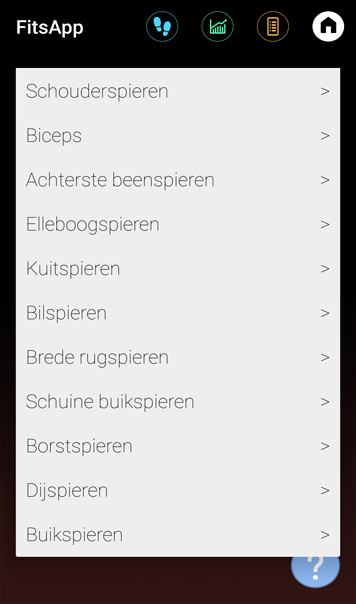 FitsApp
Schouderspieren >
Biceps >
Achterste beenspieren >
Elleboogspieren >
Kuitspieren >
Bilspieren >
Brede rugspieren >
Schuine buikspieren >
Borstspieren >
Dijspieren >
Buikspieren >
?